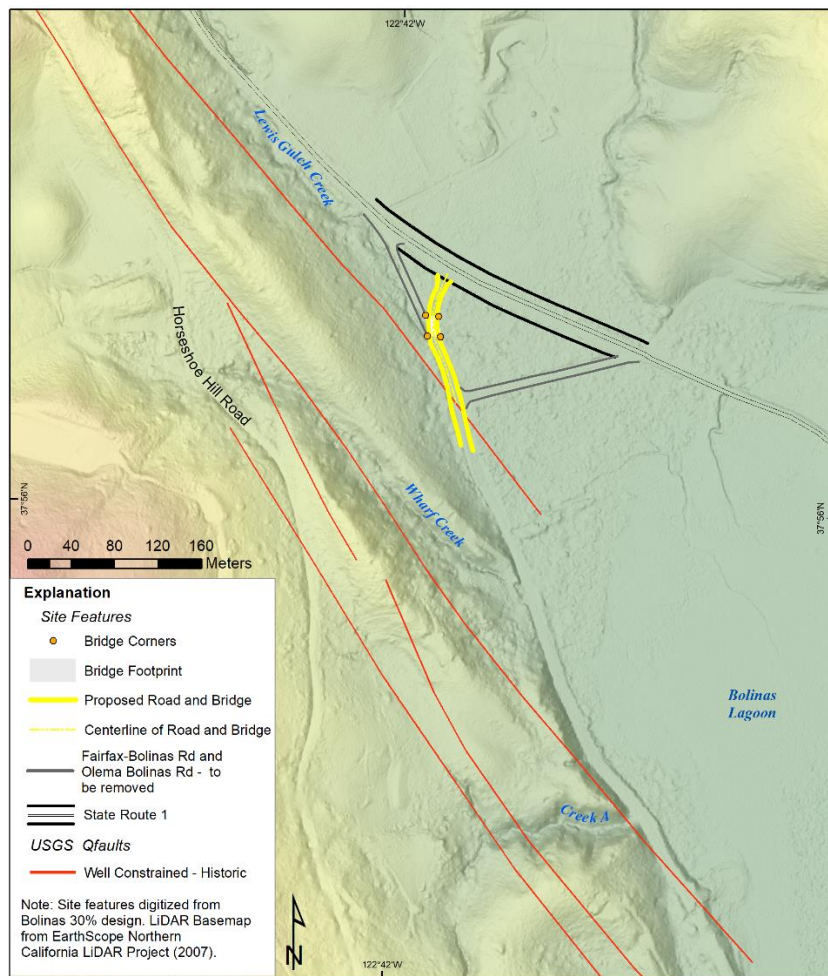 122°42'W
Lewis Gulch Creek
Horseshoe Hill Road
37°56'N
37°56'N
Wharf Creek
0 40 80 120 160
Meters
Bolinas
Lagoon
Creek A
Explanation
Site Features
Bridge Corners
Bridge Footprint
Proposed Road and Bridge
Centerline of Road and Bridge
Fairfax-Bolinas Rd and
Olema Bolinas Rd - to
be removed
State Route 1
USGS Qfaults
Well Constrained - Historic
Note: Site features digitized from
Bolinas 30% design. LiDAR Basemap
from EarthScope Northern
California LiDAR Project (2007).
N
122°42'W